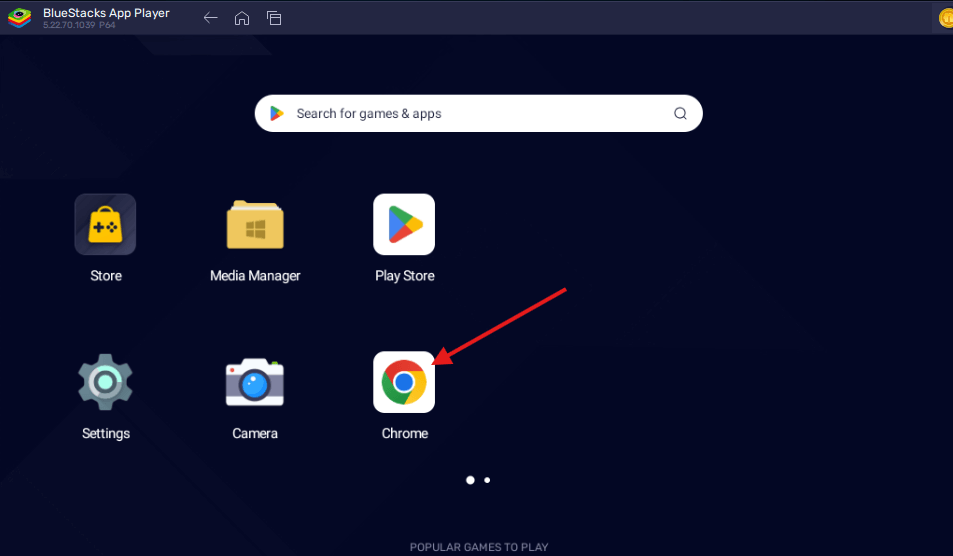 BlueStacks App Player
5.22.70.1039 P64
Search for games & apps
Store
Media Manager
Play Store
Settings
Camera
Chrome
POPULAR GAMES TO PLAY